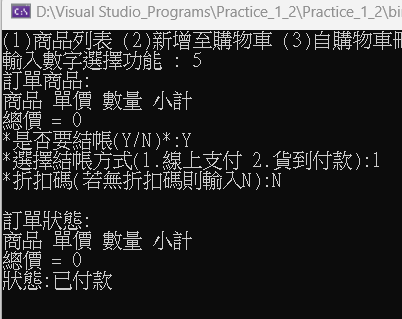 D:\Visual Studio_Programs\Practice_1_2\Practice_1_2\bi
(1)商品列表 (2)新增至購物車 (3)自購物車
輸入數字選擇功能 : 5
訂單商品:
商品 單價 數量 小計
總價 = 0
*是否要結帳(Y/N)*:Y
*選擇結帳方式(1.線上支付 2.貨到付款):1
*折扣碼(若無折扣碼則輸入N):N
訂單狀態:
商品 單價 數量 小計
總價 = 0
狀態:已付款